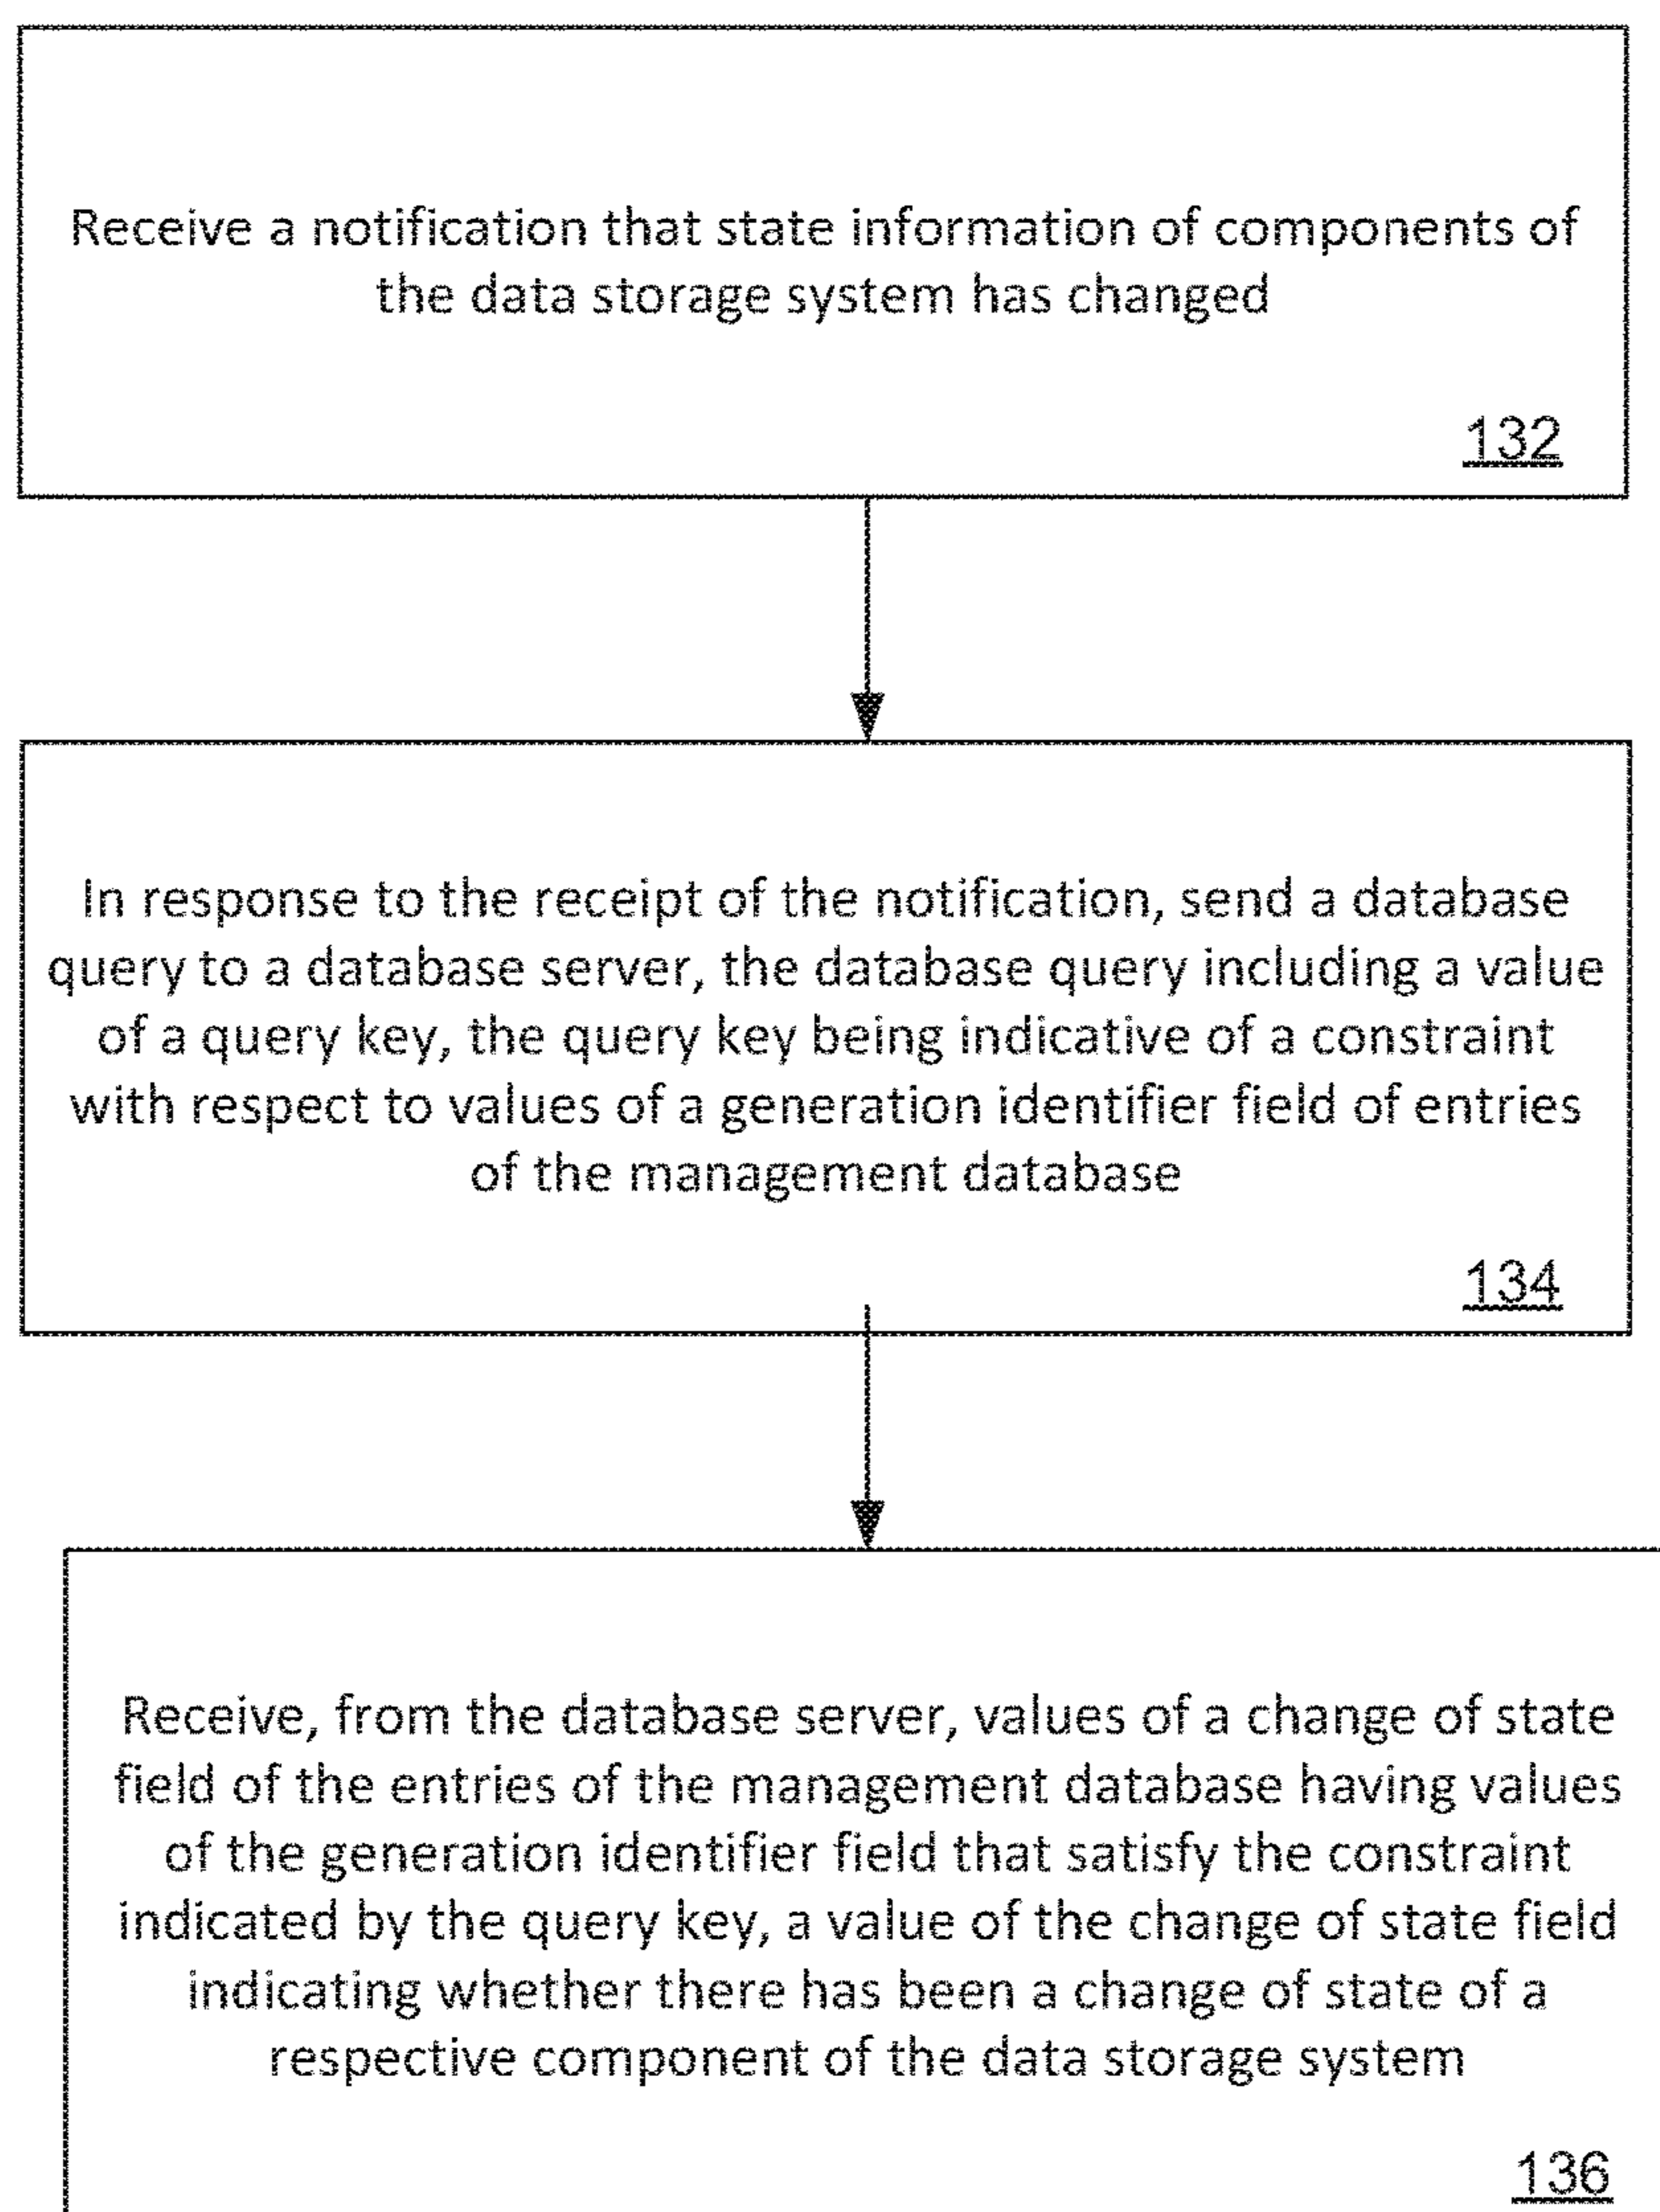 Receive a notification that state information of components of
the data storage system has changed
132
In response to the receipt of the notification, send a database
query to a database server, the database query including a value
of a query key, the query key being indicative of a constraint
with respect to values of a generation identifier field of entries
of the management database
134
Receive, from the database server, values of a change of state
field of the entries of the management database having values
of the generation identifier field that satisfy the constraint
indicated by the query key, a value of the change of state field
indicating whether there has been a change of state of a
respective component of the data storage system
136